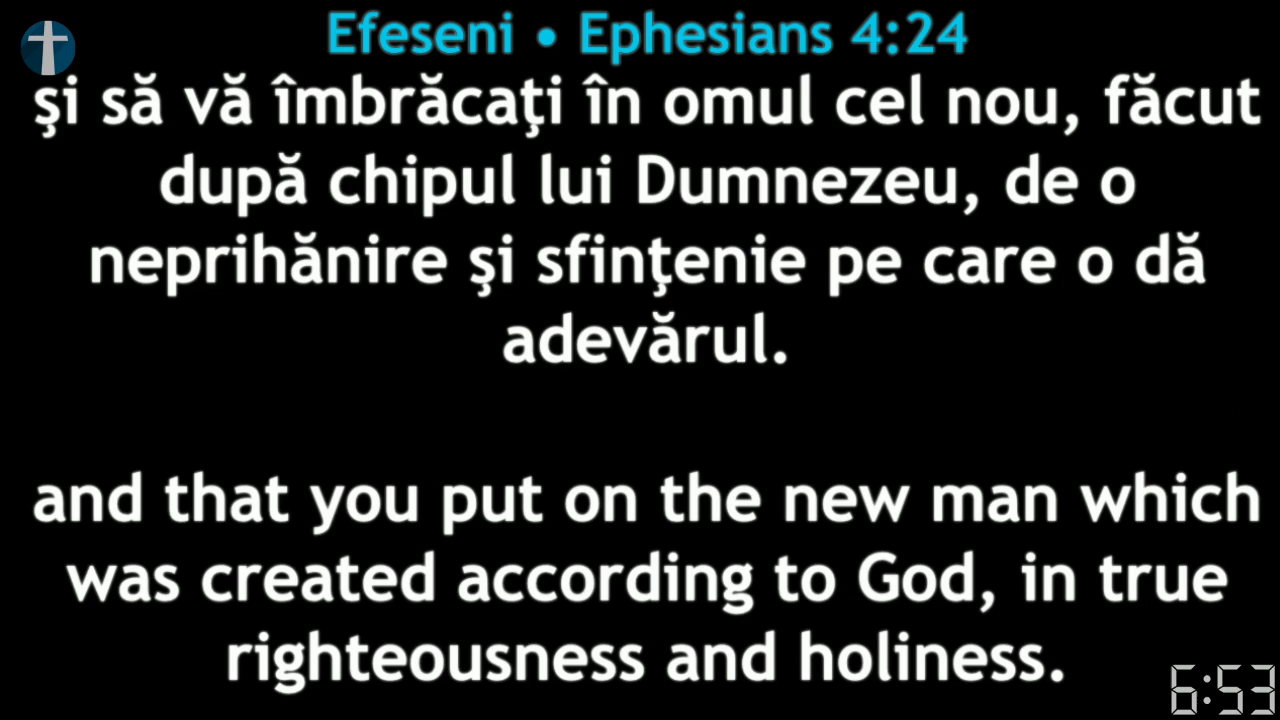 Efeseni • Ephesians 4:24
şi să vă îmbrăcaţi în omul cel nou, făcut
după chipul lui Dumnezeu, de o
neprihănire şi sfinţenie pe care o dă
adevărul.
and that you put on the new man which
was created according to God, in true
righteousness and holiness.
6:53